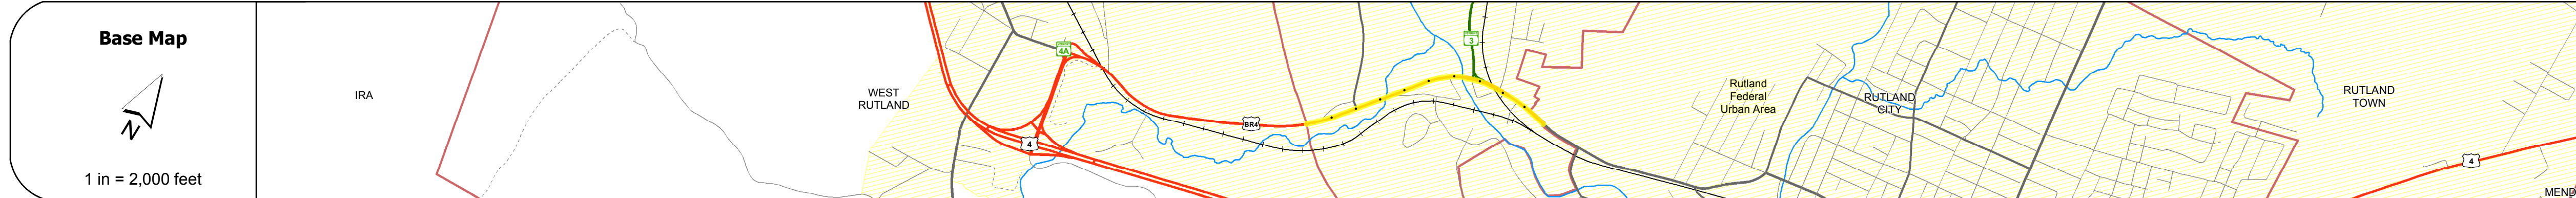 Base Map
N
1 in = 2,000 feet
IRA
WEST
RUTLAND
4A
4
BR4
3
Rutland
Federal
Urban Area
RUTLAND
CITY
RUTLAND
TOWN
4
MEND